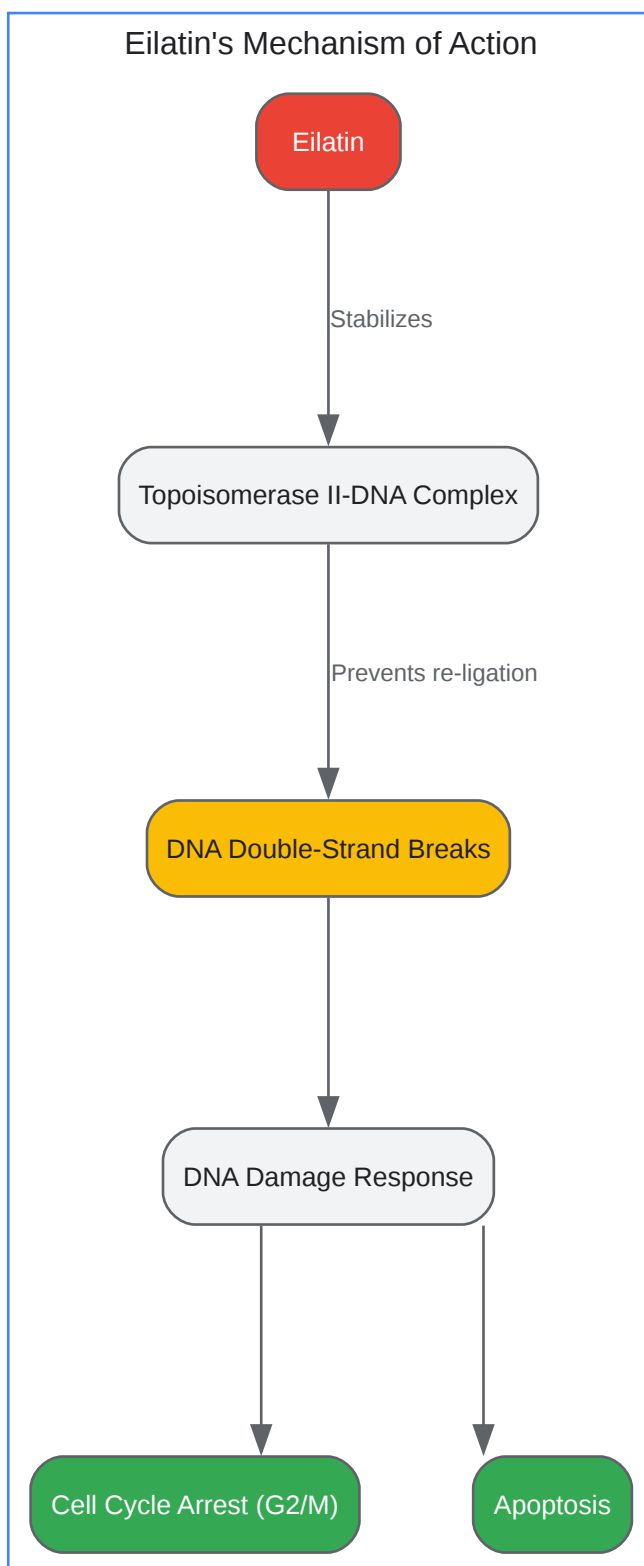 Eilatin's Mechanism of Action
Eilatin
Stabilizes
Topoisomerase II-DNA Complex
Prevents re-ligation
DNA Double-Strand Breaks
DNA Damage Response
Cell Cycle Arrest (G2/M)
Apoptosis